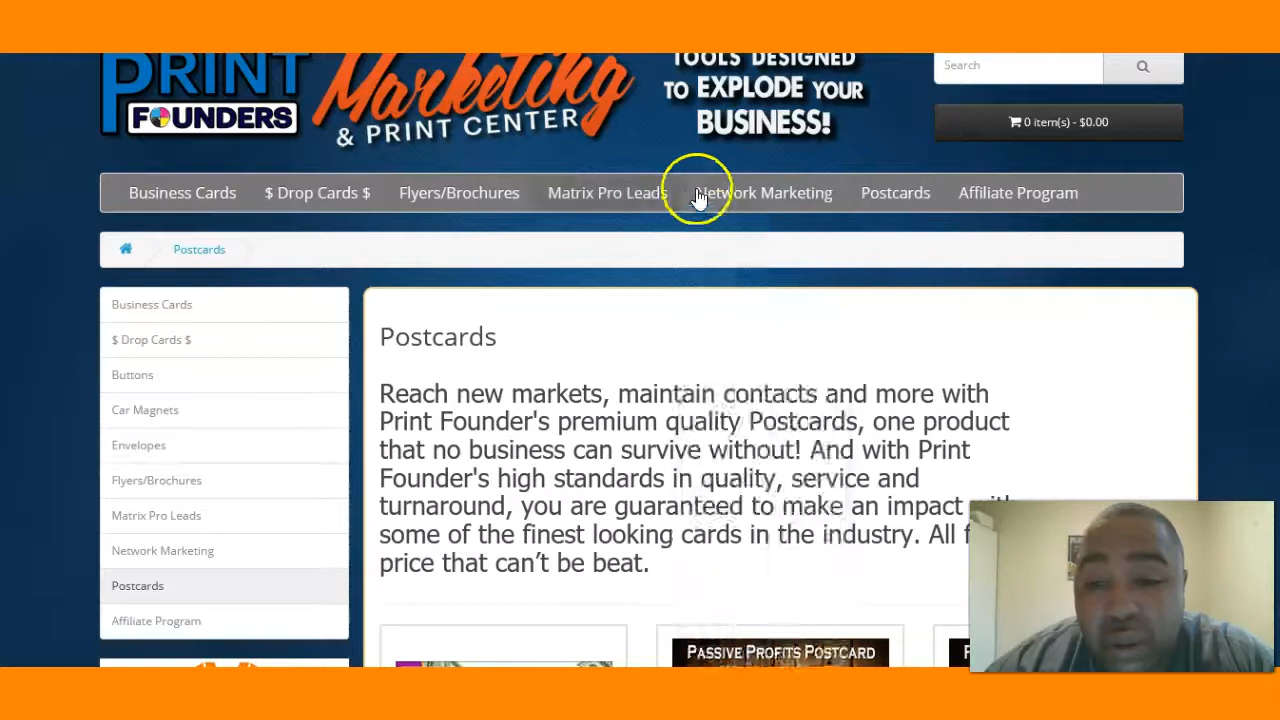 PRINT
FOUNDERS
Marketing
& PRINT CENTER
TOOLS DESIGNED
TO EXPLODE YOUR
BUSINESS!
Search
0 item(s) - $0.00
Business Cards
$ Drop Cards $
Flyers/Brochures
Matrix Pro Leads
Network Marketing
Postcards
Affiliate Program
Postcards
Business Cards
$ Drop Cards $
Buttons
Car Magnets
Envelopes
Flyers/Brochures
Matrix Pro Leads
Network Marketing
Postcards
Affiliate Program
Postcards
Reach new markets, maintain contacts and more with
Print Founder's premium quality Postcards, one product
that no business can survive without! And with Print
Founder's high standards in quality, service and
turnaround, you are guaranteed to make an impact with
some of the finest looking cards in the industry. All
price that can't be beat.
PASSIVE PROFITS POSTCARD